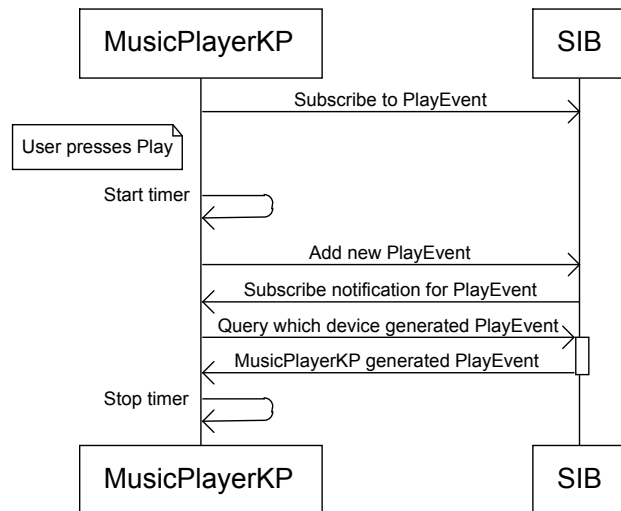 MusicPlayerKP
SIB
Subscribe to PlayEvent
User presses Play
Start timer
Add new PlayEvent
Subscribe notification for PlayEvent
Query which device generated PlayEvent
MusicPlayerKP generated PlayEvent
Stop timer
MusicPlayerKP
SIB